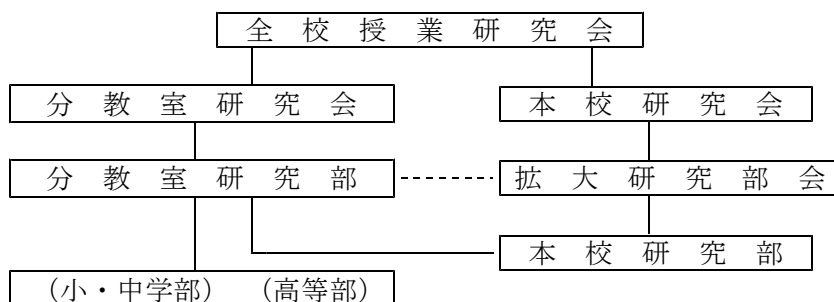 全校授業研究会
分教室研究会
本校研究会
分教室研究部
拡大研究部会
本校研究部
（小・中学部）　（高等部）